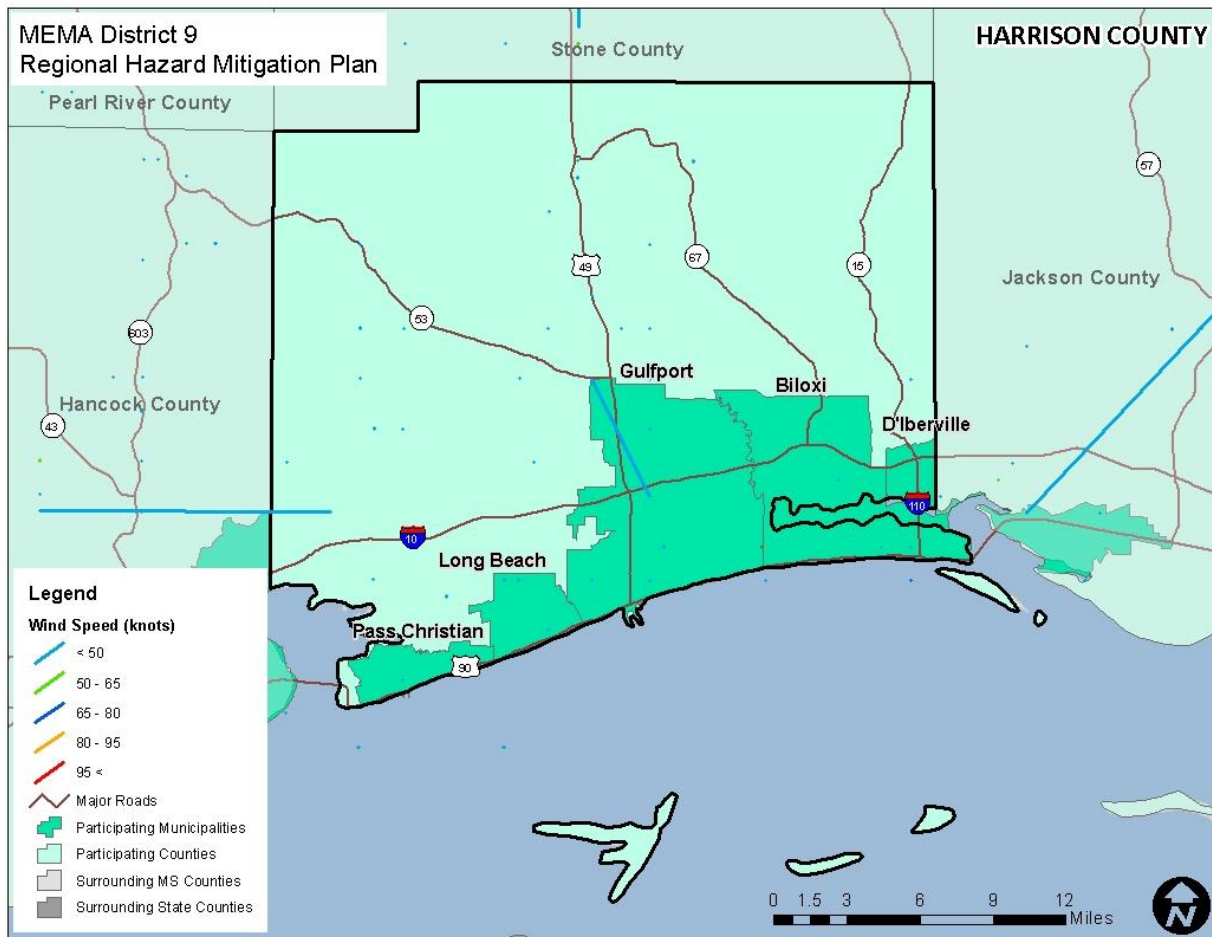 MEMA District 9
Regional Hazard Mitigation Plan
HARRISON COUNTY
Stone County
Pearl River County
57
49
67
15
Jackson County
53
603
Gulfport
Biloxi
Hancock County
43
D'Iberville
110
10
Long Beach
Pass Christian
90
Legend
Wind Speed (knots)
< 50
50 - 65
65 - 80
80 - 95
95 <
Major Roads
Participating Municipalities
Participating Counties
Surrounding MS Counties
Surrounding State Counties
0 1.5 3 6 9 12
Miles
N